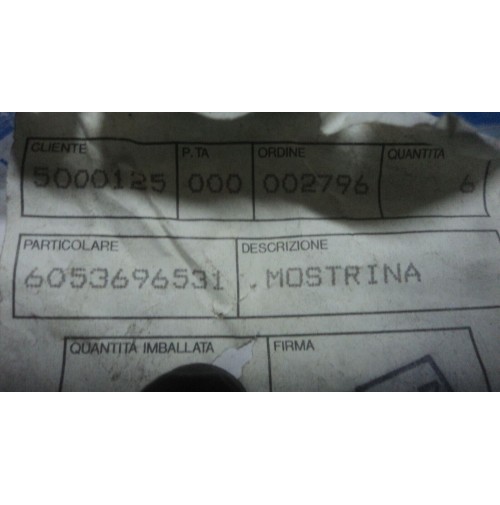 CLIENTE P.TA ORDINE QUANTITA
5000125 000 002796 6
PARTICOLARE DESCRIZIONE
6053696531 .MOSTRINA
QUANTITA IMBALLATA FIRMA